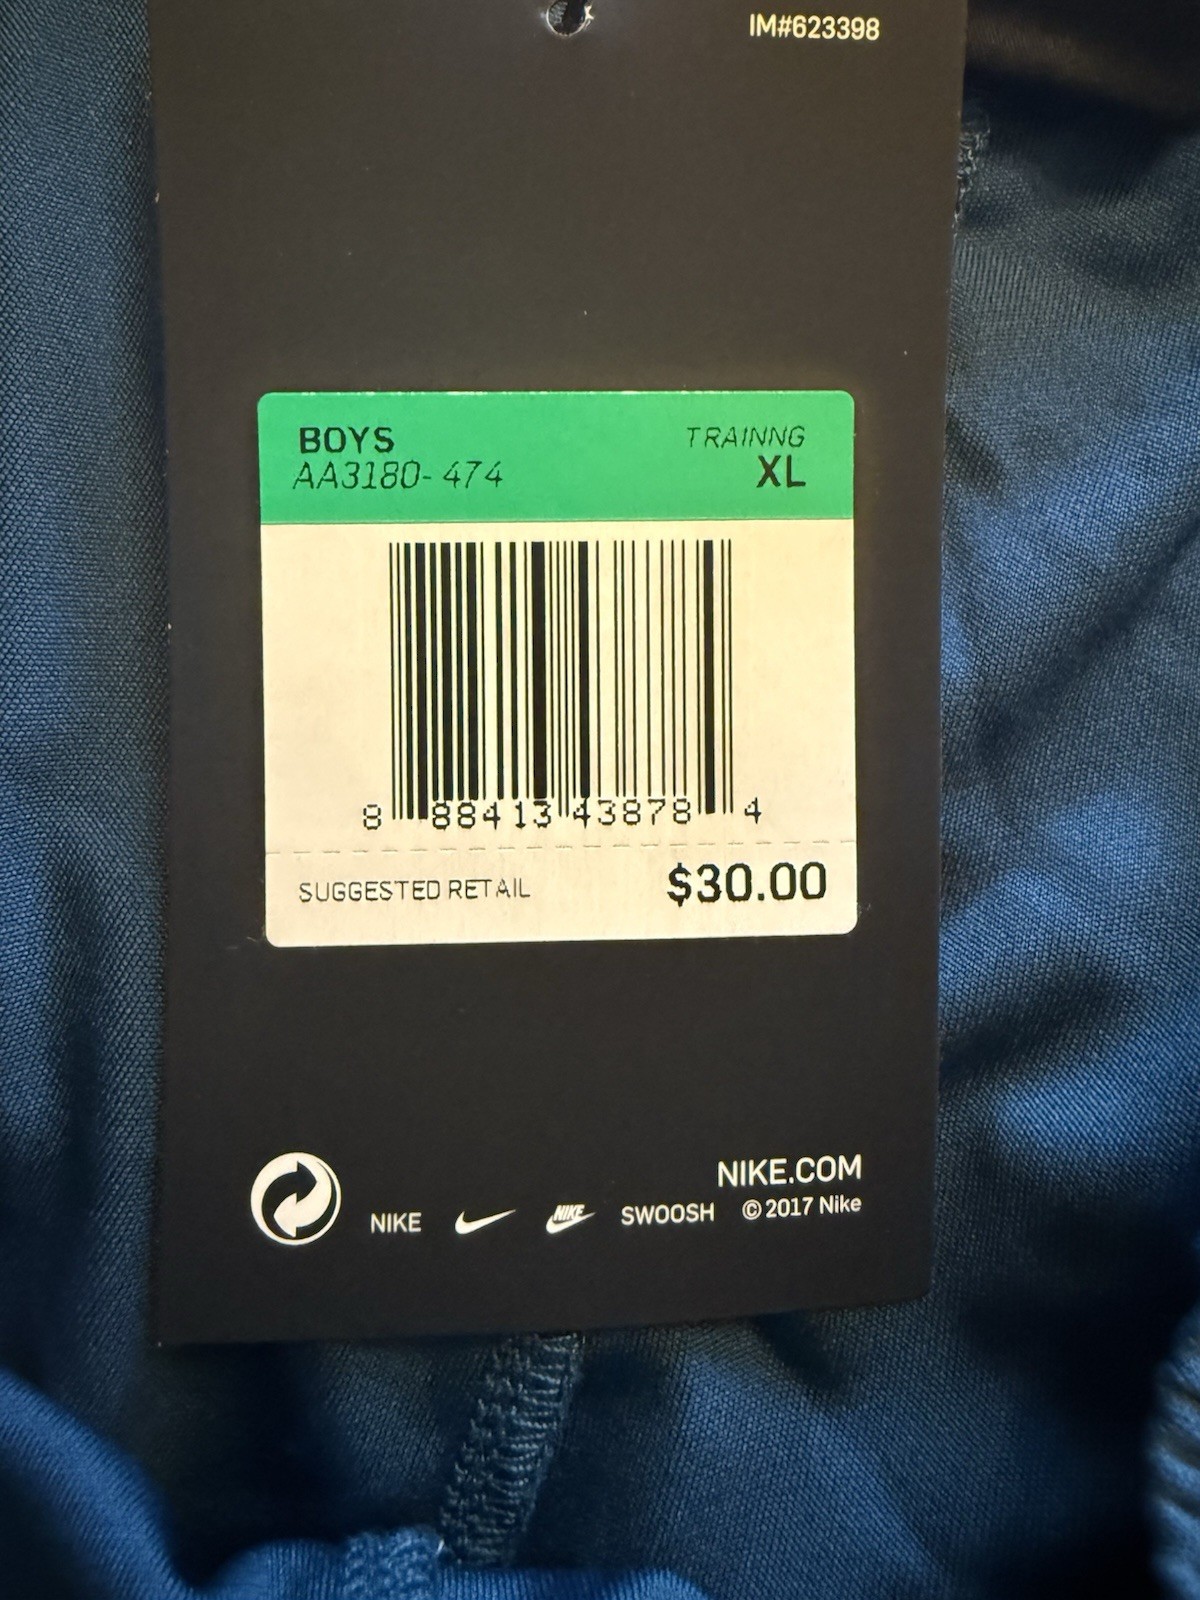 IM#623398
BOYS TRAINNG
AA3180-474 XL
8 88413 43878 4
SUGGESTED RETAIL $30.00
NIKE.COM
NIKE NIKE SWOOSH © 2017 Nike